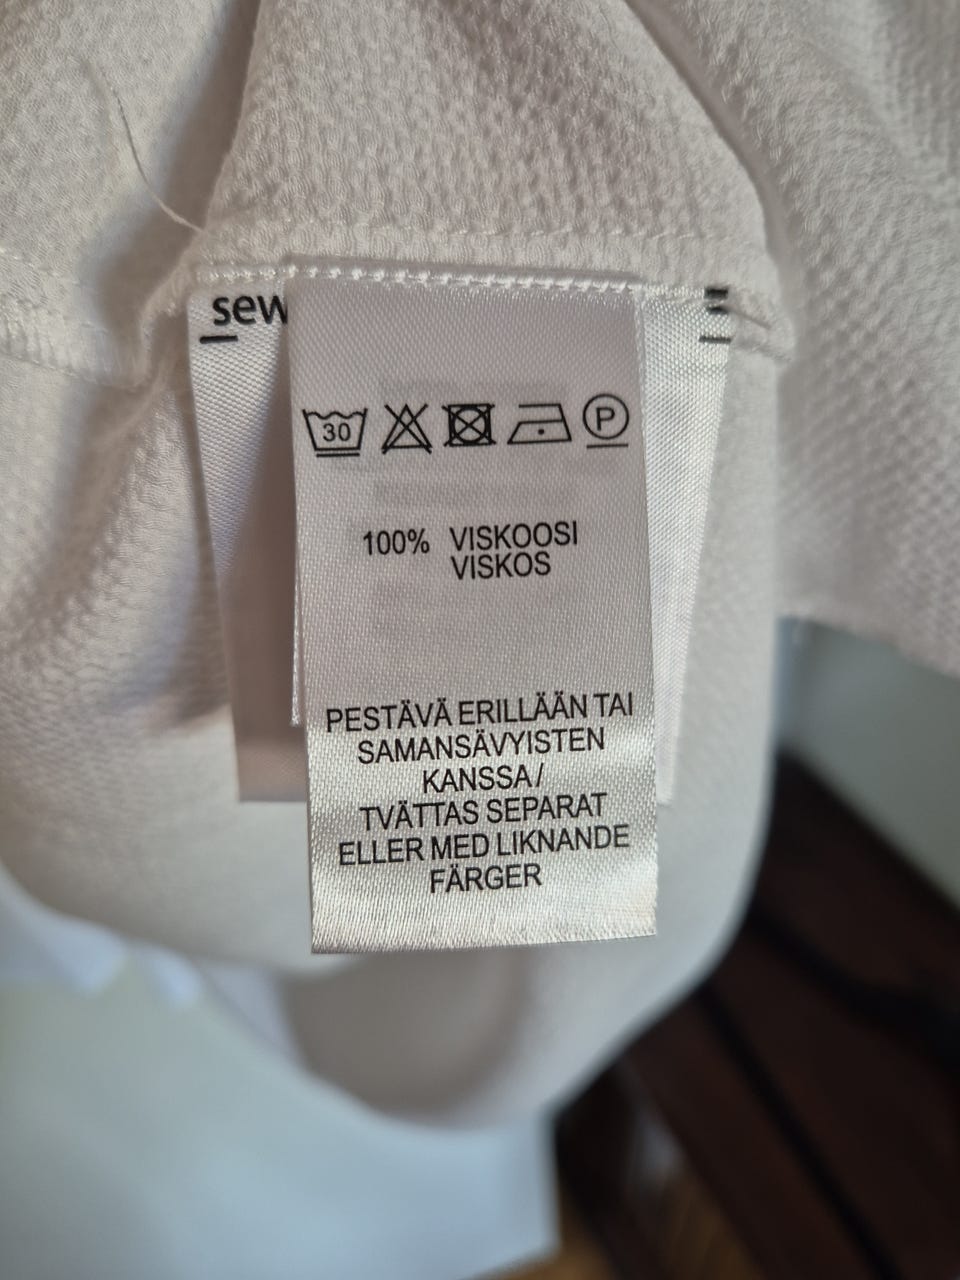 sew
30
P
100% VISKOOSI
VISKOS
PESTÄVÄ ERILLÄÄN TAI
SAMANSÄVYISTEN
KANSSA/
TVÄTTAS SEPARAT
ELLER MED LIKNANDE
FÄRGER